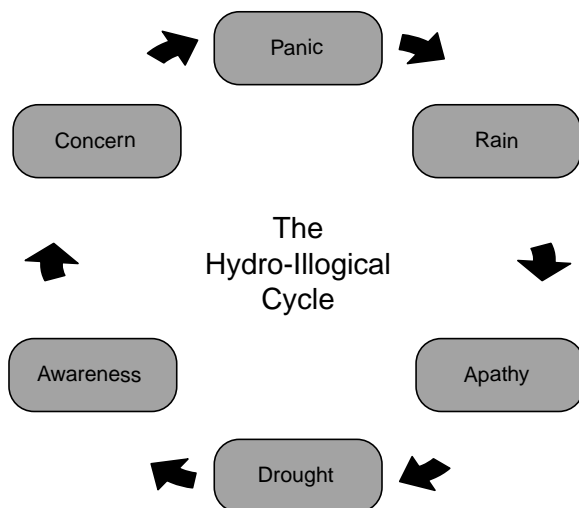 Panic
Rain
Apathy
Drought
Awareness
Concern
The
Hydro-Illogical
Cycle